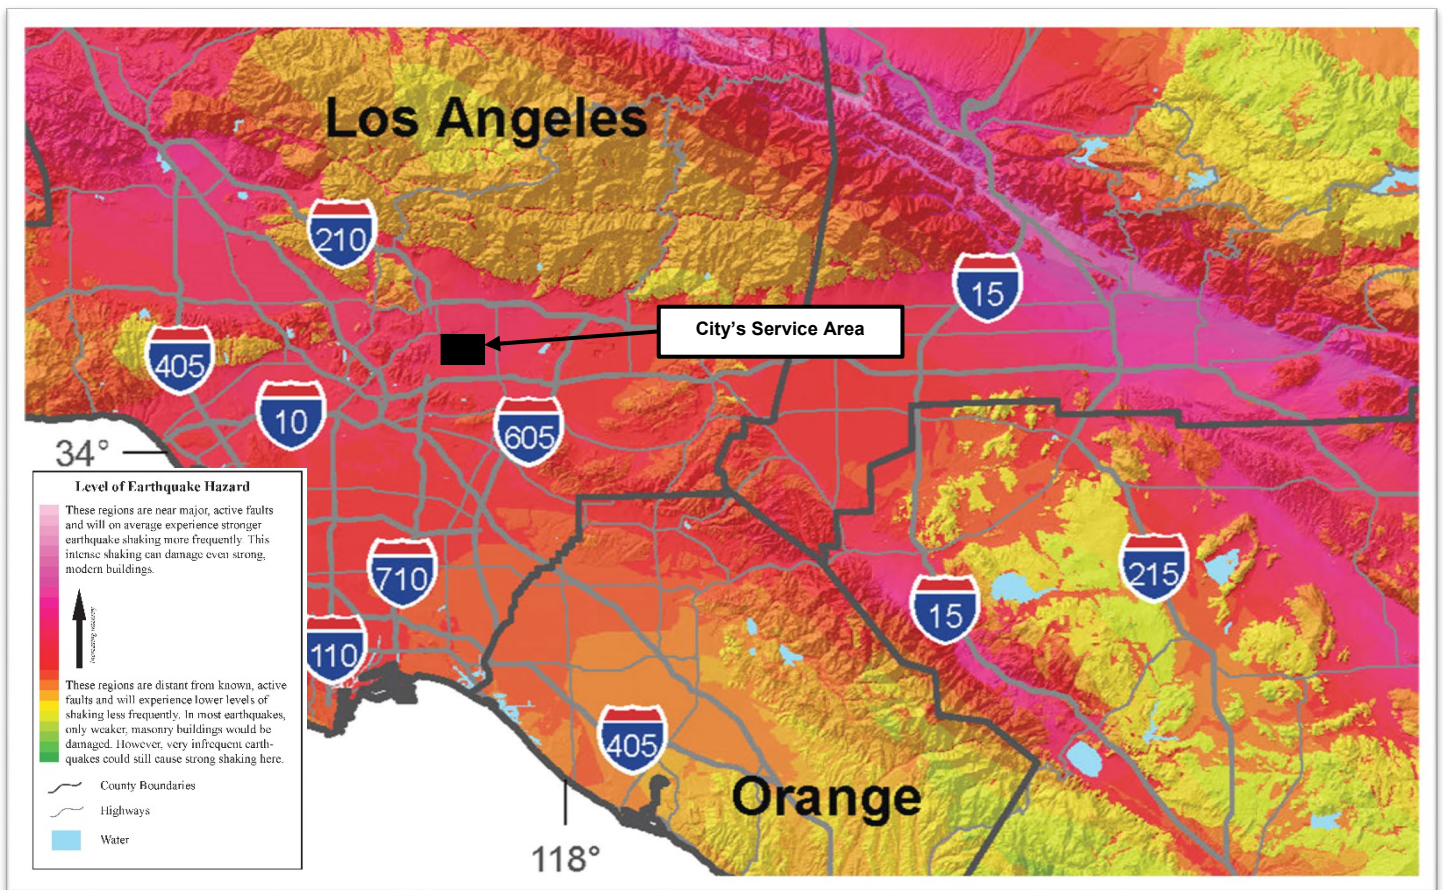 Los Angeles
210
15
City's Service Area
405
10
605
34°
Level of Earthquake Hazard
These regions are near major, active faults
and will on average experience stronger
earthquake shaking more frequently. This
intense shaking can damage even strong,
modern buildings.
Increasing intensity
These regions are distant from known, active
faults and will experience lower levels of
shaking less frequently. In most earthquakes,
only weaker, masonry buildings would be
damaged. However, very infrequent earth-
quakes could still cause strong shaking here.
County Boundaries
Highways
Water
710
215
15
110
405
Orange
118°